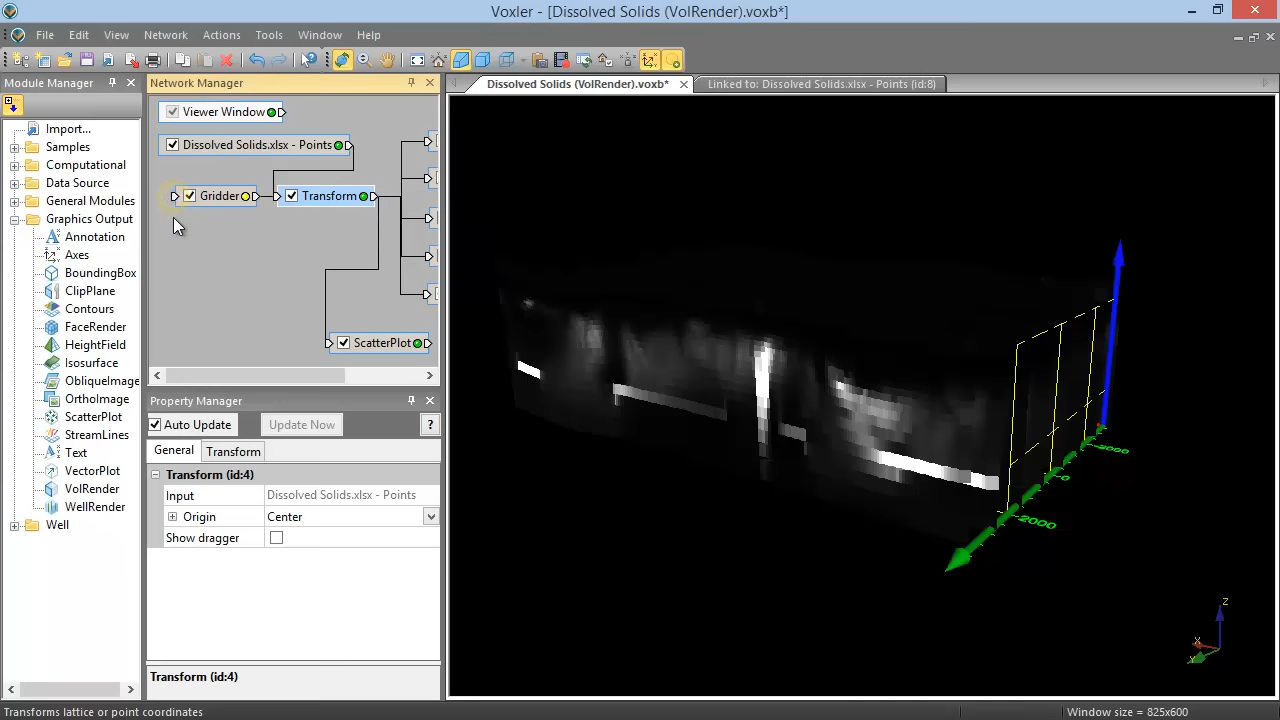 Voxler - [Dissolved Solids (VolRender).voxb*]
File Edit View Network Actions Tools Window Help
Module Manager
Network Manager
Dissolved Solids (VolRender).voxb*
Linked to: Dissolved Solids.xlsx - Points (id:8)
Import...
Samples
Computational
Data Source
General Modules
Graphics Output
Annotation
Axes
BoundingBox
ClipPlane
Contours
FaceRender
HeightField
Isosurface
ObliqueImage
OrthoImage
ScatterPlot
StreamLines
Text
VectorPlot
VolRender
WellRender
Well
Viewer Window
Dissolved Solids.xlsx - Points
Gridder
Transform
ScatterPlot
Property Manager
Auto Update
Update Now
?
General
Transform
Transform (id:4)
Input Dissolved Solids.xlsx - Points
Origin Center
Show dragger
Transform (id:4)
-2000
0
-2000
Z
X
Y
Transforms lattice or point coordinates
Window size = 825x600